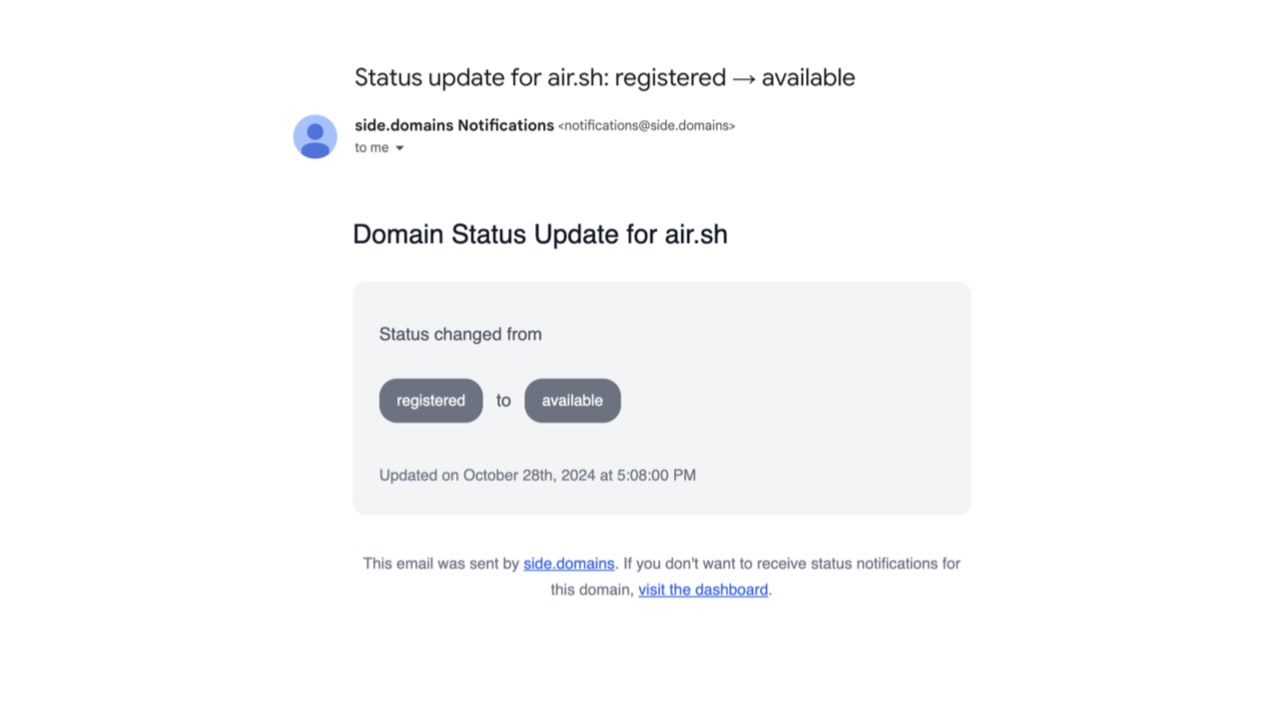 Status update for air.sh: registered → available
side.domains Notifications <notifications@side.domains>
to me
Domain Status Update for air.sh
Status changed from
registered to available
Updated on October 28th, 2024 at 5:08:00 PM
This email was sent by side.domains. If you don't want to receive status notifications for
this domain, visit the dashboard.